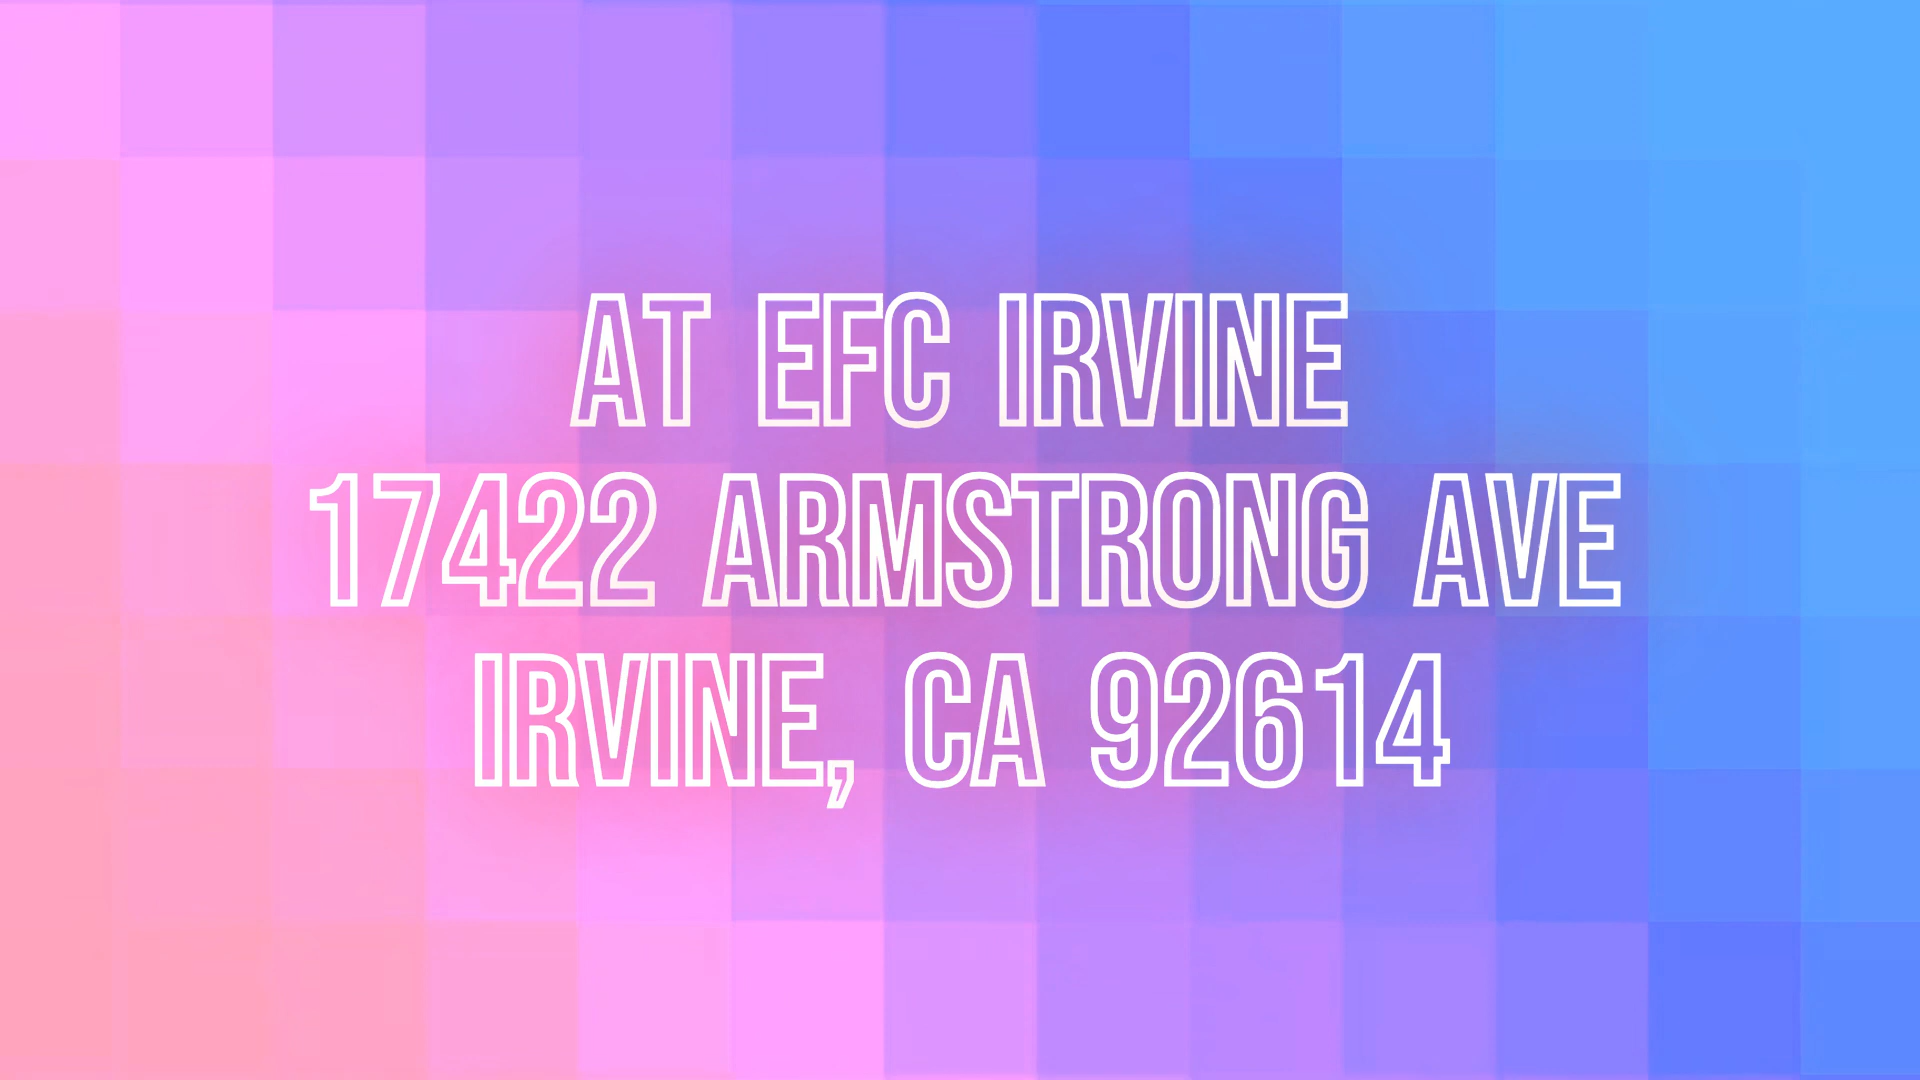 AT EFC IRVINE
17422 ARMSTRONG AVE
IRVINE, CA 92614